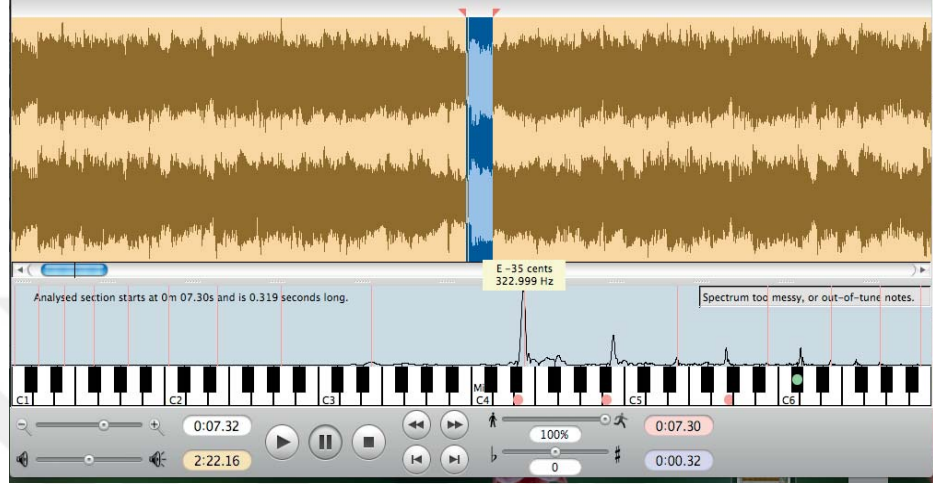 E -35 cents
322.999 Hz
Analysed section starts at 0m 07.30s and is 0.319 seconds long.
Spectrum too messy, or out-of-tune notes.
Mi
C1 C2 C3 C4 C5 C6
0:07.32 100% 0:07.30
2:22.16 0 0:00.32